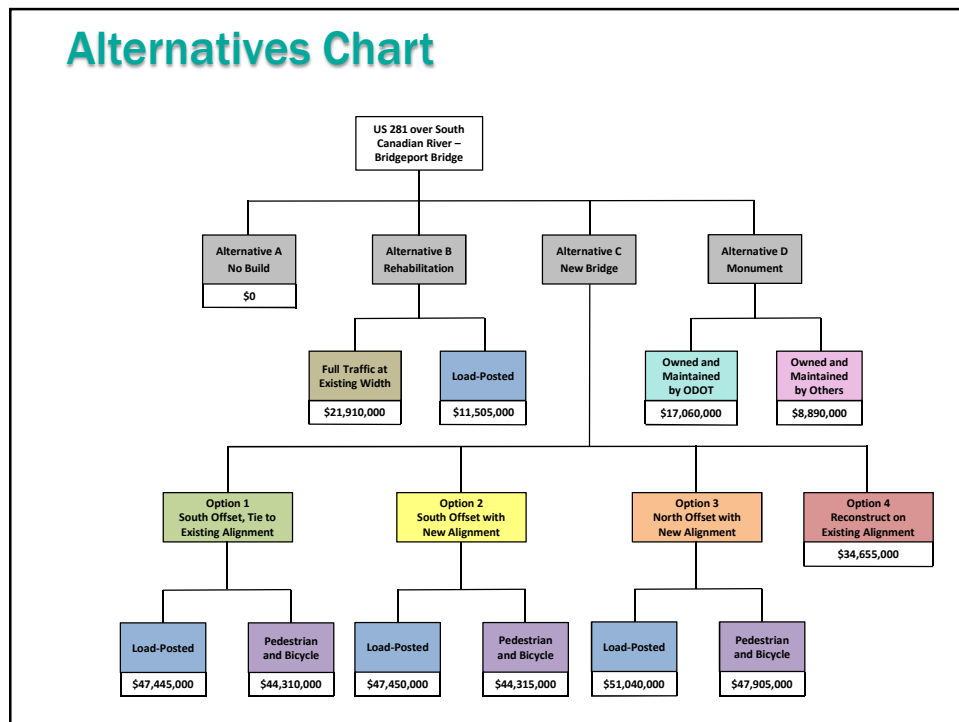 Alternatives Chart
US 281 over South
Canadian River –
Bridgeport Bridge
Alternative A
No Build
$0
Alternative B
Rehabilitation
Alternative C
New Bridge
Alternative D
Monument
Full Traffic at
Existing Width
$21,910,000
Load-Posted
$11,505,000
Owned and
Maintained
by ODOT
$17,060,000
Owned and
Maintained
by Others
$8,890,000
Option 1
South Offset, Tie to
Existing Alignment
Option 2
South Offset with
New Alignment
Option 3
North Offset with
New Alignment
Option 4
Reconstruct on
Existing Alignment
$34,655,000
Load-Posted
$47,445,000
Pedestrian
and Bicycle
$44,310,000
Load-Posted
$47,450,000
Pedestrian
and Bicycle
$44,315,000
Load-Posted
$51,040,000
Pedestrian
and Bicycle
$47,905,000